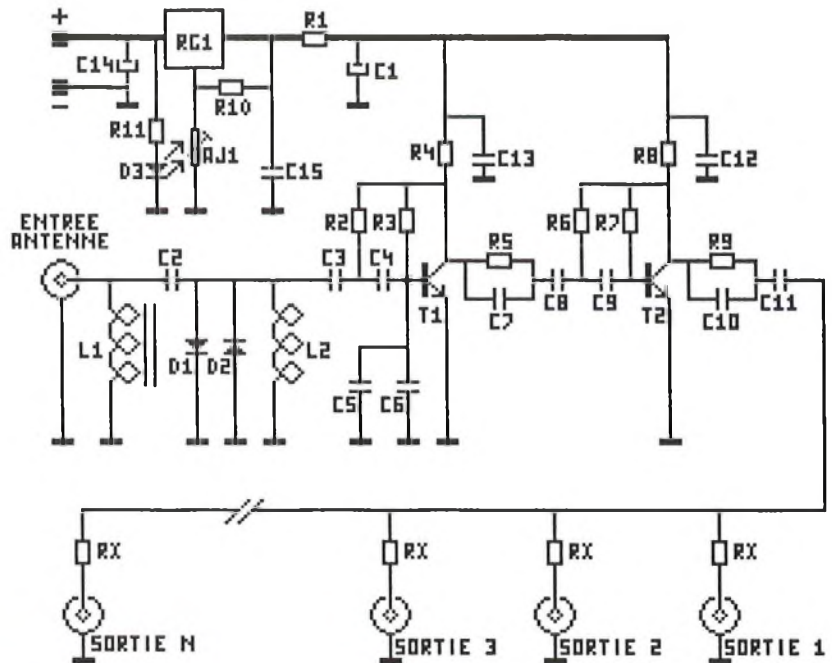 +
R1
RG1
C14
C1
R10
-
R11
AJ1
D3
C15
R4
C13
R8
C12
R2
R3
R6
R7
ENTREE
ANTENNE
C2
C3
C4
R5
R9
T1
C7
C8
C9
T2
C10
C11
L1
D1
D2
L2
C5
C6
RX
RX
RX
RX
SORTIE N
SORTIE 3
SORTIE 2
SORTIE 1